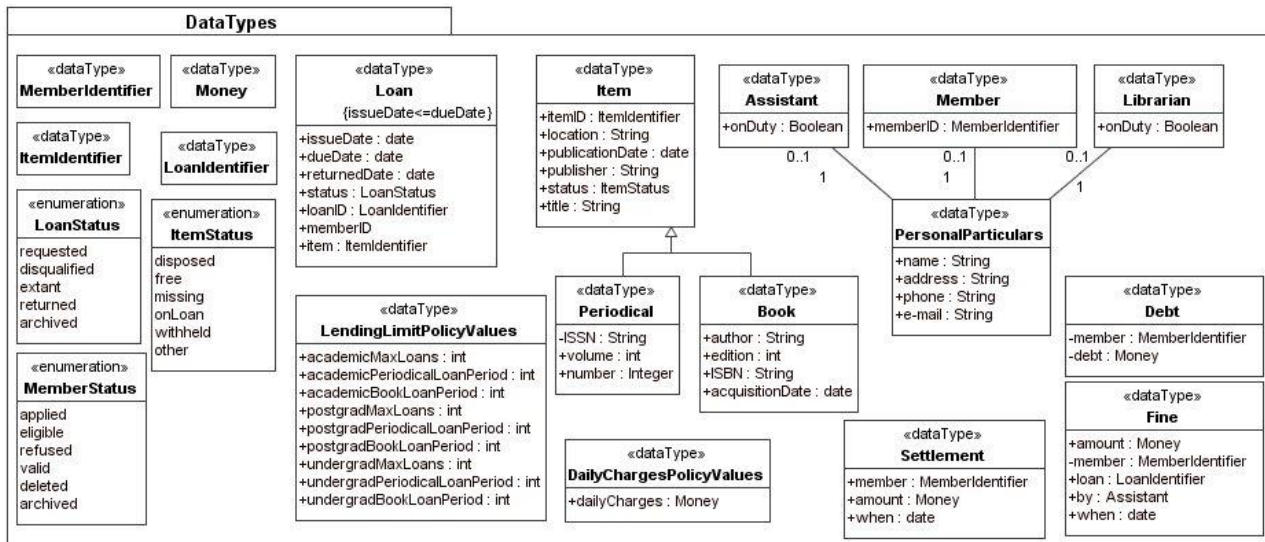 DataTypes
«dataType»
MemberIdentifier
«dataType»
Money
«dataType»
ItemIdentifier
«dataType»
LoanIdentifier
«enumeration»
LoanStatus
requested
disqualified
extant
returned
archived
«enumeration»
ItemStatus
disposed
free
missing
onLoan
withheld
other
«enumeration»
MemberStatus
applied
eligible
refused
valid
deleted
archived
«dataType»
Loan
{issueDate<=dueDate}
+issueDate : date
+dueDate : date
+returnedDate : date
+status : LoanStatus
+loanID : LoanIdentifier
+memberID
+item : ItemIdentifier
«dataType»
LendingLimitPolicyValues
+academicMaxLoans : int
+academicPeriodicalLoanPeriod : int
+academicBookLoanPeriod : int
+postgradMaxLoans : int
+postgradPeriodicalLoanPeriod : int
+postgradBookLoanPeriod : int
+undergradMaxLoans : int
+undergradPeriodicalLoanPeriod : int
+undergradBookLoanPeriod : int
«dataType»
Item
+itemID : ItemIdentifier
+location : String
+publicationDate : date
+publisher : String
+status : ItemStatus
+title : String
«dataType»
Periodical
-ISSN : String
+volume : int
+number : Integer
«dataType»
Book
+author : String
+edition : int
+ISBN : String
+acquisitionDate : date
«dataType»
DailyChargesPolicyValues
+dailyCharges : Money
«dataType»
Assistant
+onDuty : Boolean
«dataType»
Member
+memberID : MemberIdentifier
«dataType»
Librarian
+onDuty : Boolean
0..1
0..1
0..1
1
1
1
«dataType»
PersonalParticulars
+name : String
+address : String
+phone : String
+e-mail : String
«dataType»
Debt
-member : MemberIdentifier
-debt : Money
«dataType»
Settlement
+member : MemberIdentifier
+amount : Money
+when : date
«dataType»
Fine
+amount : Money
-member : MemberIdentifier
+loan : LoanIdentifier
+by : Assistant
+when : date